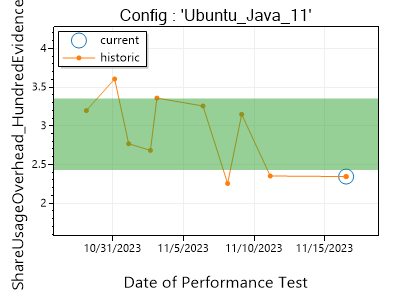 Config : 'Ubuntu_Java_11'
current
historic
ShareUsageOverhead_HundredEvidence
4
3.5
3
2.5
2
10/31/2023
11/5/2023
11/10/2023
11/15/2023
Date of Performance Test